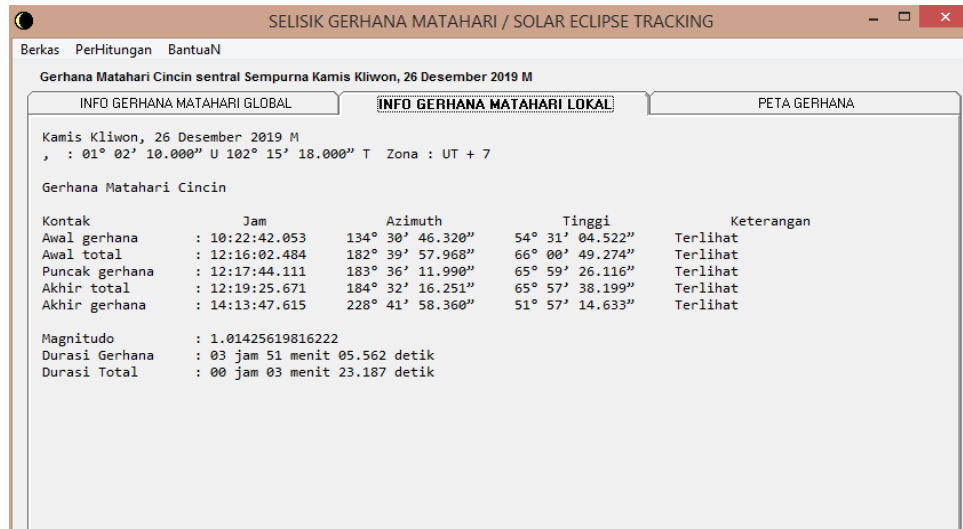 SELISIK GERHANA MATAHARI / SOLAR ECLIPSE TRACKING
Berkas PerHitungan BantuaN
Gerhana Matahari Cincin sentral Sempurna Kamis Kliwon, 26 Desember 2019 M
INFO GERHANA MATAHARI GLOBAL INFO GERHANA MATAHARI LOKAL PETA GERHANA
Kamis Kliwon, 26 Desember 2019 M
, : 01° 02’ 10.000” U 102° 15’ 18.000” T Zona : UT + 7
Gerhana Matahari Cincin
Kontak Jam Azimuth Tinggi Keterangan
Awal gerhana : 10:22:42.053 134° 30’ 46.320” 54° 31’ 04.522” Terlihat
Awal total : 12:16:02.484 182° 39’ 57.968” 66° 00’ 49.274” Terlihat
Puncak gerhana : 12:17:44.111 183° 36’ 11.990” 65° 59’ 26.116” Terlihat
Akhir total : 12:19:25.671 184° 32’ 16.251” 65° 57’ 38.199” Terlihat
Akhir gerhana : 14:13:47.615 228° 41’ 58.360” 51° 57’ 14.633” Terlihat
Magnitudo : 1.01425619816222
Durasi Gerhana : 03 jam 51 menit 05.562 detik
Durasi Total : 00 jam 03 menit 23.187 detik